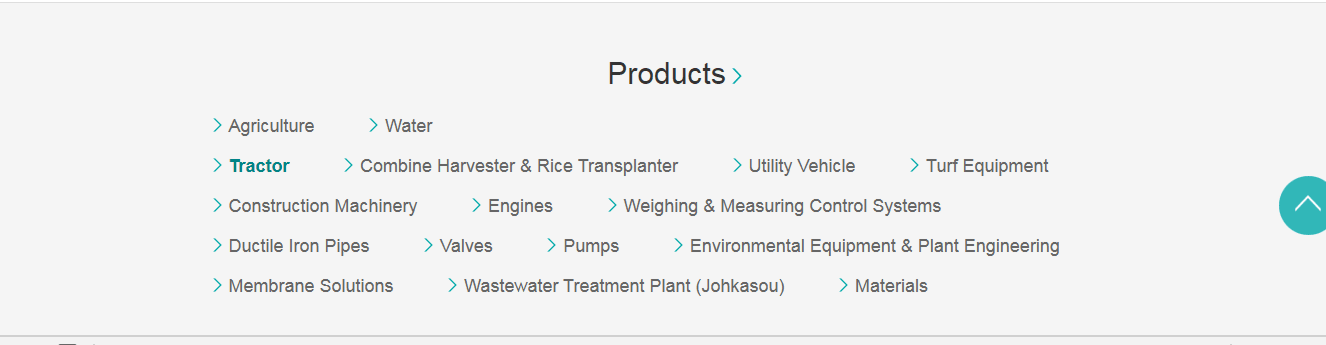 Products
Agriculture Water
Tractor Combine Harvester & Rice Transplanter Utility Vehicle Turf Equipment
Construction Machinery Engines Weighing & Measuring Control Systems
Ductile Iron Pipes Valves Pumps Environmental Equipment & Plant Engineering
Membrane Solutions Wastewater Treatment Plant (Johkasou) Materials